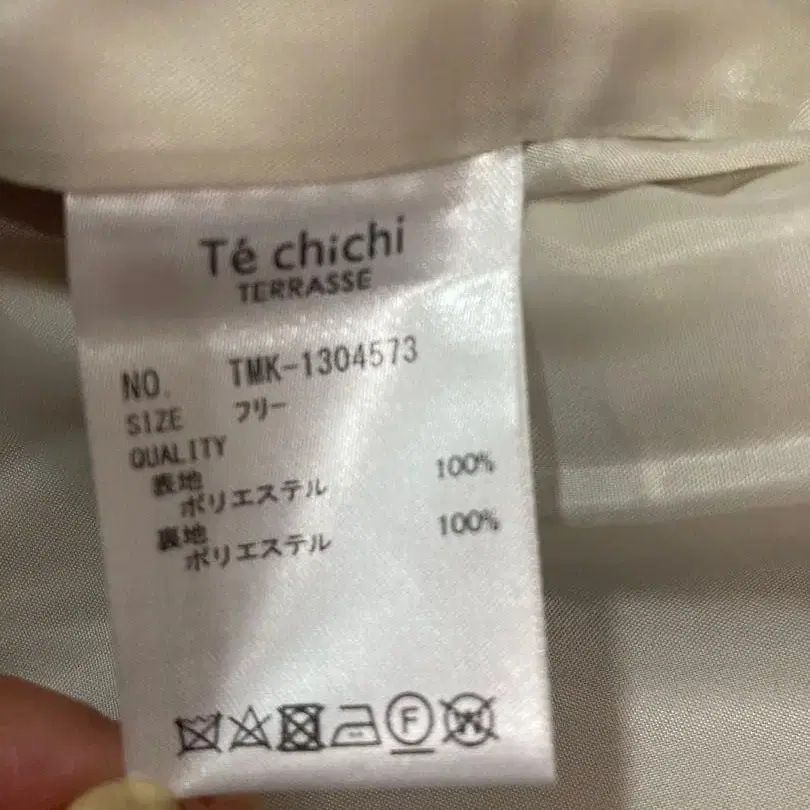 Té chichi
TERRASSE
NO. TMK-1304573
SIZE フリー
QUALITY
表地
ポリエステル 100%
裏地
ポリエステル 100%
F W